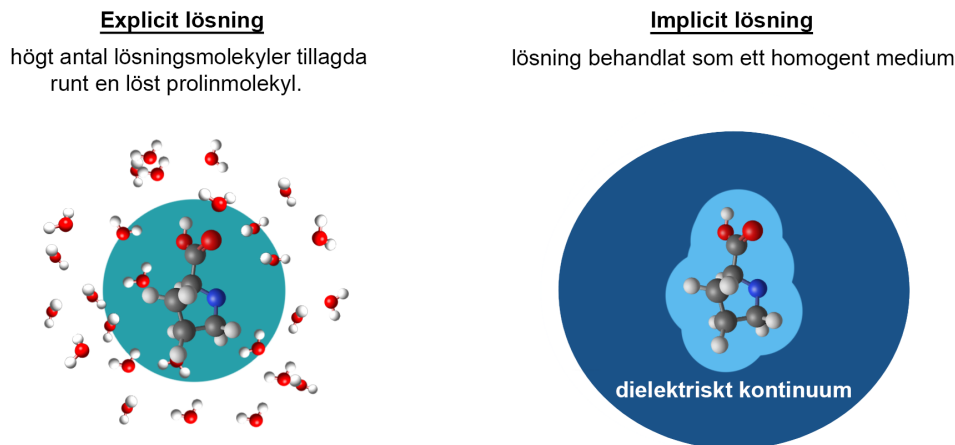 Explicit lösning
högt antal lösningsmolekyler tillagda
runt en löst prolinmolekyl.
Implicit lösning
lösning behandlat som ett homogent medium
dielektriskt kontinuum